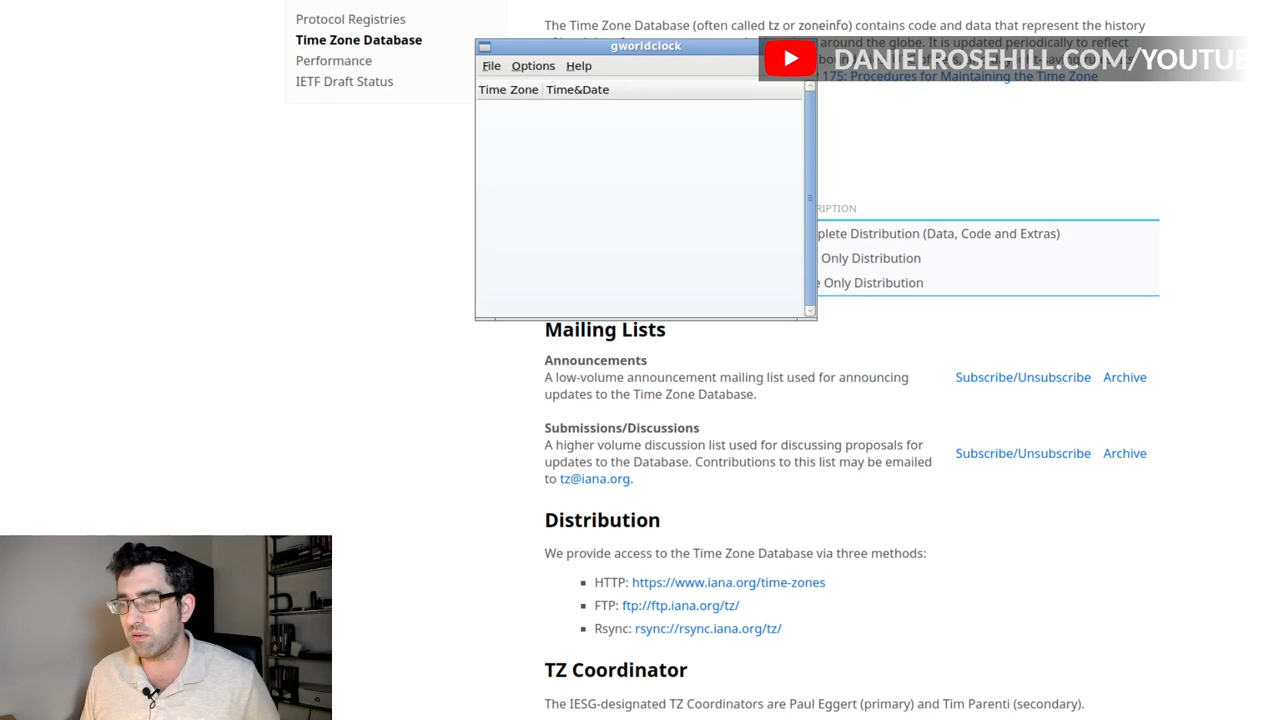 Protocol Registries
Time Zone Database
Performance
IETF Draft Status
The Time Zone Database (often called tz or zoneinfo) contains code and data that represent the history
around the globe. It is updated periodically to reflect
175: Procedures for Maintaining the Time Zone
gworldclock
File Options Help
Time Zone Time&Date
DANIELROSEHILL.COM/YOUTUBE
RIPTION
plete Distribution (Data, Code and Extras)
Only Distribution
e Only Distribution
Mailing Lists
Announcements
A low-volume announcement mailing list used for announcing
updates to the Time Zone Database.
Subscribe/Unsubscribe Archive
Submissions/Discussions
A higher volume discussion list used for discussing proposals for
updates to the Database. Contributions to this list may be emailed
to tz@iana.org.
Subscribe/Unsubscribe Archive
Distribution
We provide access to the Time Zone Database via three methods:
HTTP: https://www.iana.org/time-zones
FTP: ftp://ftp.iana.org/tz/
Rsync: rsync://rsync.iana.org/tz/
TZ Coordinator
The IESG-designated TZ Coordinators are Paul Eggert (primary) and Tim Parenti (secondary).